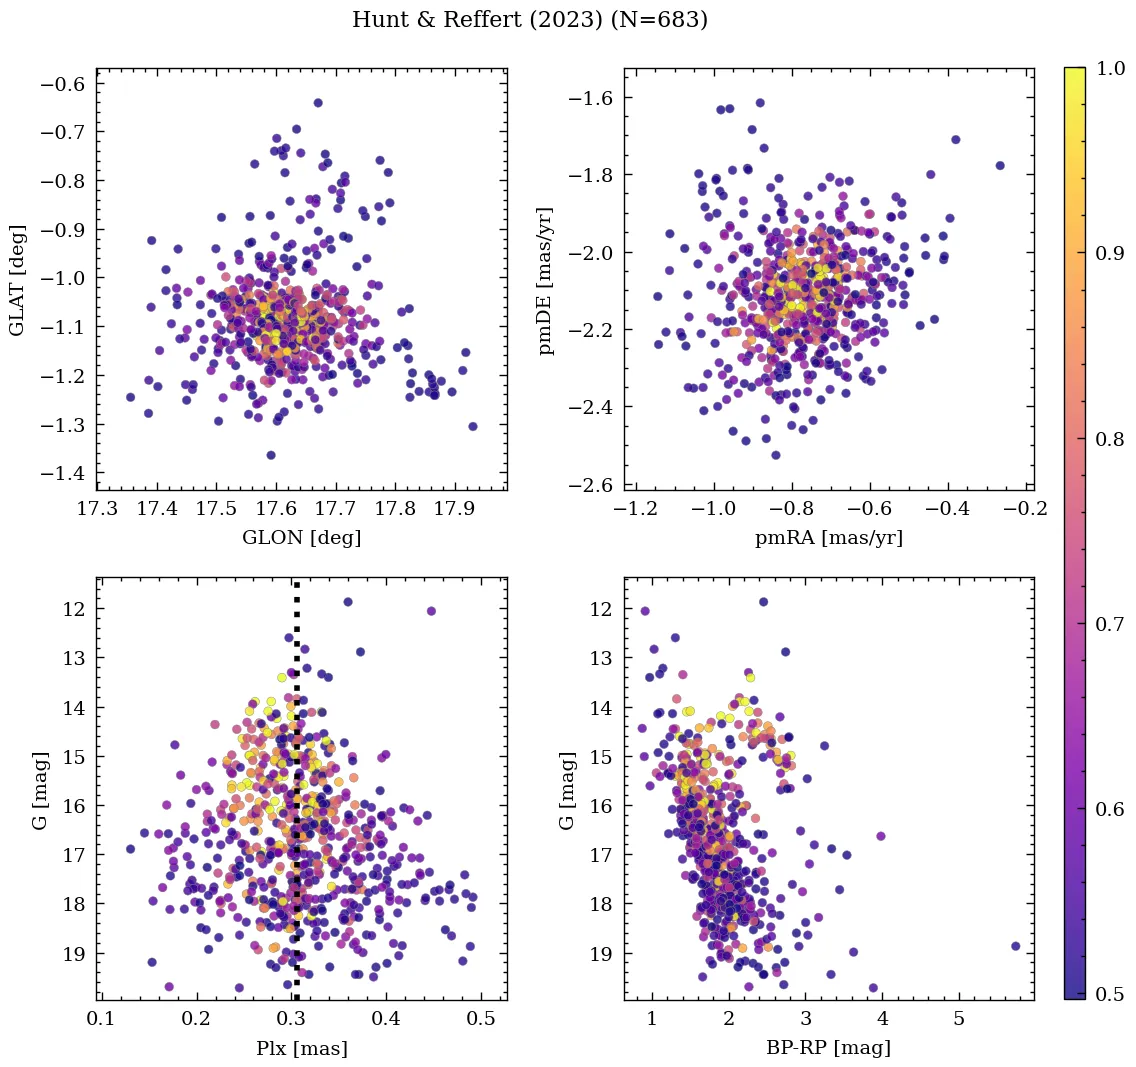 Hunt & Reffert (2023) (N=683)
−0.6
−0.7
−0.8
−0.9
−1.0
−1.1
−1.2
−1.3
−1.4
GLAT [deg]
17.3 17.4 17.5 17.6 17.7 17.8 17.9
GLON [deg]
−1.6
−1.8
−2.0
−2.2
−2.4
−2.6
pmDE [mas/yr]
−1.2 −1.0 −0.8 −0.6 −0.4 −0.2
pmRA [mas/yr]
12
13
14
15
16
17
18
19
G [mag]
0.1 0.2 0.3 0.4 0.5
Plx [mas]
12
13
14
15
16
17
18
19
G [mag]
1 2 3 4 5
BP-RP [mag]
1.0
0.9
0.8
0.7
0.6
0.5